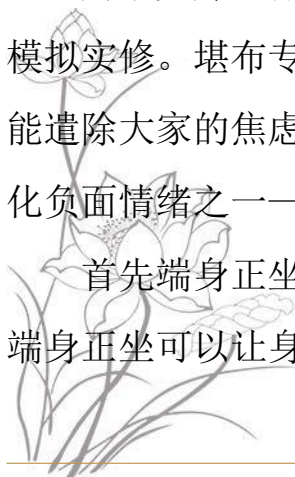 模拟实修。堪布专
能遣除大家的焦虑
化负面情绪之一—
首先端身正坐
端身正坐可以让身